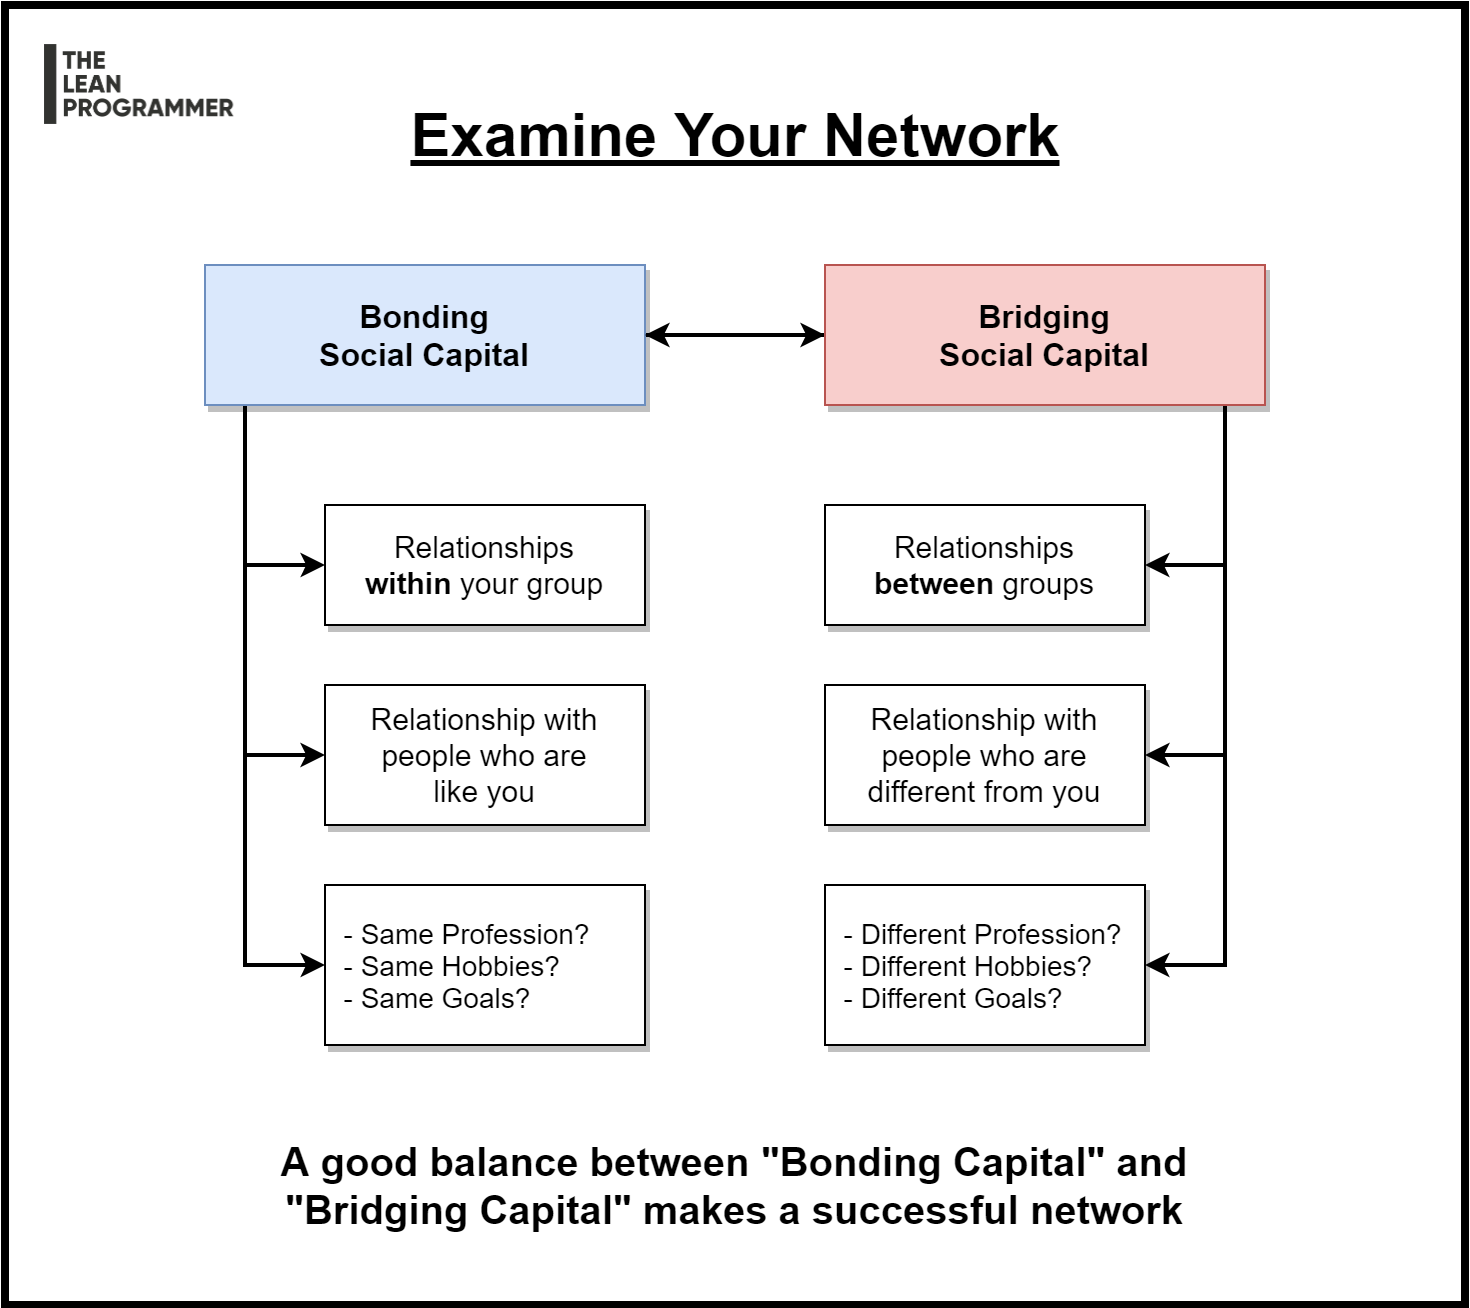 THE
LEAN
PROGRAMMER
Examine Your Network
Bonding
Social Capital
Bridging
Social Capital
Relationships
within your group
Relationships
between groups
Relationship with
people who are
like you
Relationship with
people who are
different from you
- Same Profession?
- Same Hobbies?
- Same Goals?
- Different Profession?
- Different Hobbies?
- Different Goals?
A good balance between "Bonding Capital" and
"Bridging Capital" makes a successful network